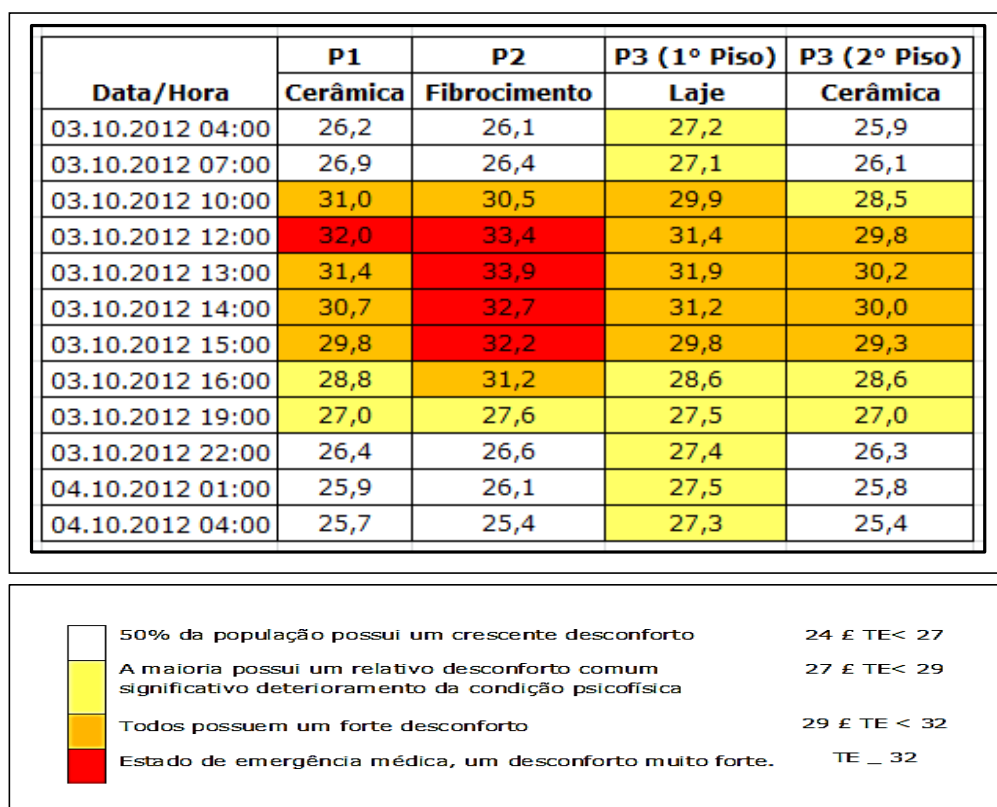 P1 P2 P3 (1º Piso) P3 (2º Piso)
Data/Hora Cerâmica Fibrocimento Laje Cerâmica
03.10.2012 04:00 26,2 26,1 27,2 25,9
03.10.2012 07:00 26,9 26,4 27,1 26,1
03.10.2012 10:00 31,0 30,5 29,9 28,5
03.10.2012 12:00 32,0 33,4 31,4 29,8
03.10.2012 13:00 31,4 33,9 31,9 30,2
03.10.2012 14:00 30,7 32,7 31,2 30,0
03.10.2012 15:00 29,8 32,2 29,8 29,3
03.10.2012 16:00 28,8 31,2 28,6 28,6
03.10.2012 19:00 27,0 27,6 27,5 27,0
03.10.2012 22:00 26,4 26,6 27,4 26,3
04.10.2012 01:00 25,9 26,1 27,5 25,8
04.10.2012 04:00 25,7 25,4 27,3 25,4
50% da população possui um crescente desconforto 24 £ TE< 27
A maioria possui um relativo desconforto comum 27 £ TE< 29
significativo deterioramento da condição psicofísica
Todos possuem um forte desconforto 29 £ TE < 32
Estado de emergência médica, um desconforto muito forte. TE _ 32